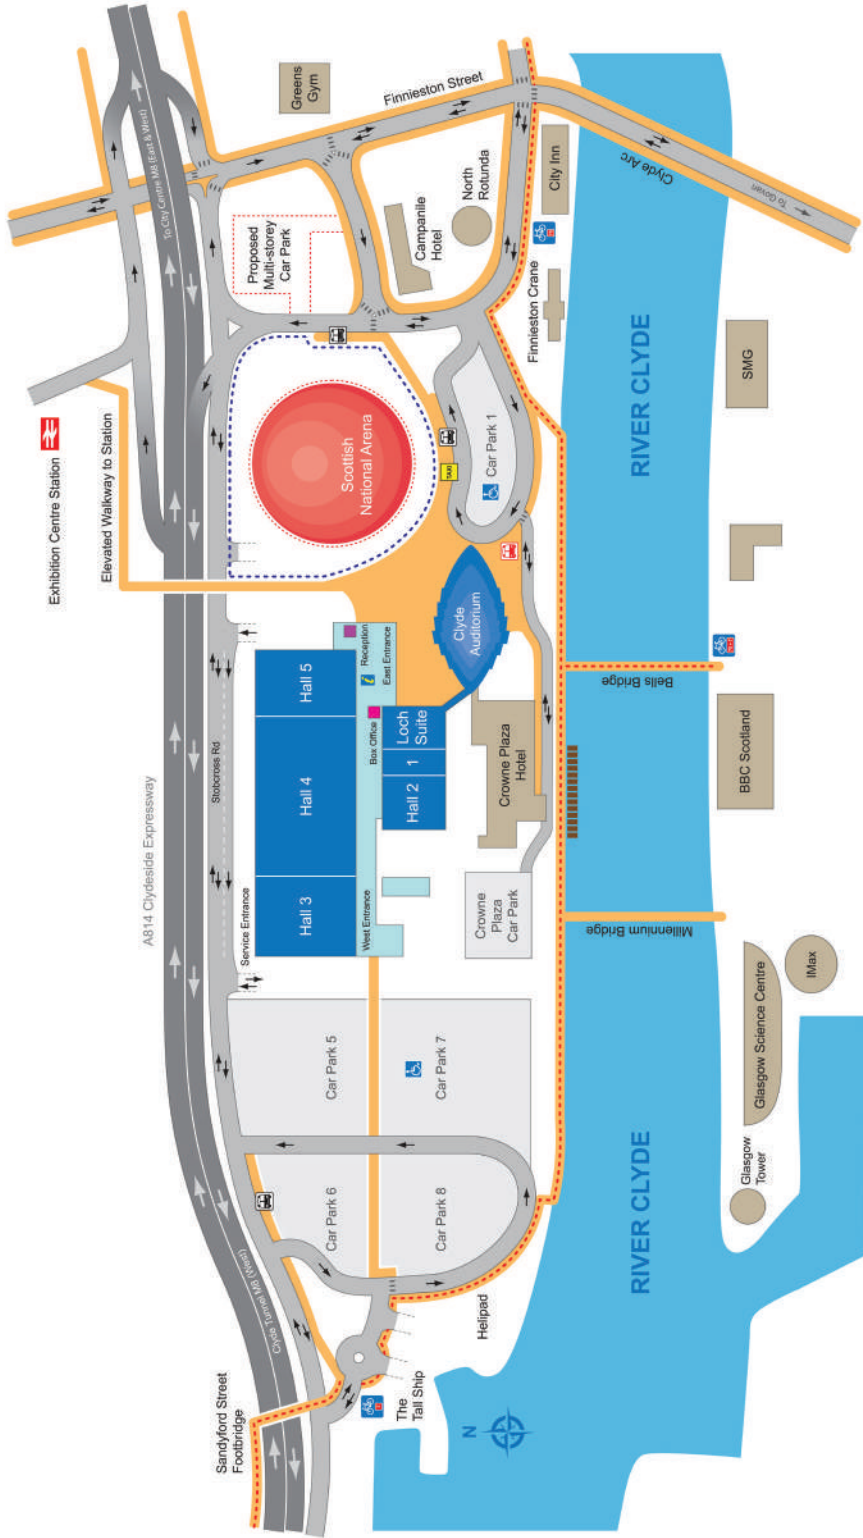 Sandyford Street
Footbridge
Clyde Tunnel M8 (West)
A814 Clydeside Expressway
Exhibition Centre Station
Elevated Walkway to Station
To City Centre M8 (East & West)
Stobcross Rd
Service Entrance
Proposed
Multi-storey
Car Park
Greens
Gym
Finnieston Street
Scottish
National Arena
Campanile
Hotel
North
Rotunda
TAXI
Car Park 1
City Inn
Finnieston Crane
Clyde Arc
To Govan
Car Park 5
Car Park 6
Car Park 7
Car Park 8
Hall 3
Hall 4
Hall 5
West Entrance
Box Office
i
Reception
East Entrance
Hall 2
1
Loch
Suite
Clyde
Auditorium
Crowne Plaza
Hotel
Crowne
Plaza
Car Park
The
Tall Ship
Helipad
N
RIVER CLYDE
RIVER CLYDE
Millennium Bridge
Bells Bridge
Glasgow
Tower
Glasgow Science Centre
IMax
BBC Scotland
SMG